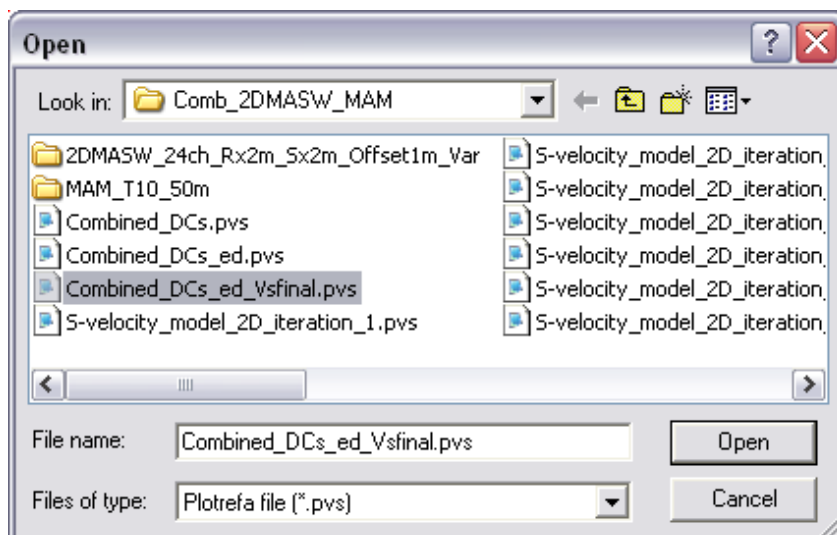 Open
Look in: Comb_2DMASW_MAM
2DMASW_24ch_Rx2m_Sx2m_Offset1m_Var
MAM_T10_50m
Combined_DCs.pvs
Combined_DCs_ed.pvs
Combined_DCs_ed_Vsfinal.pvs
S-velocity_model_2D_iteration_1.pvs
S-velocity_model_2D_iteration_
S-velocity_model_2D_iteration_
S-velocity_model_2D_iteration_
S-velocity_model_2D_iteration_
S-velocity_model_2D_iteration_
S-velocity_model_2D_iteration_
File name: Combined_DCs_ed_Vsfinal.pvs Open
Files of type: Plotrefa file (*.pvs) Cancel